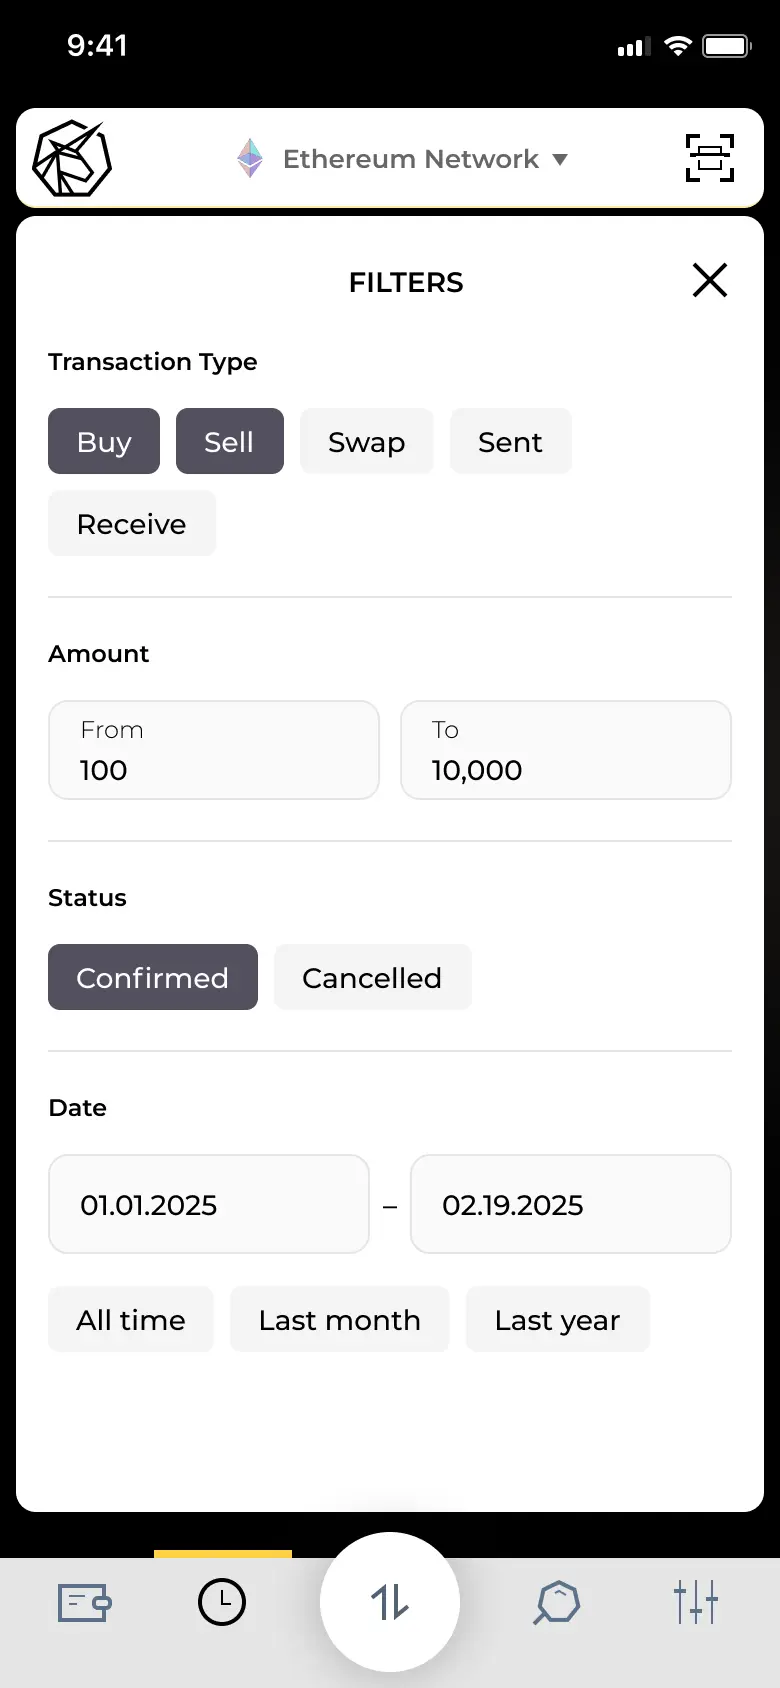 9:41
Ethereum Network
FILTERS
Transaction Type
Buy Sell Swap Sent
Receive
Amount
From To
100 10,000
Status
Confirmed Cancelled
Date
01.01.2025 – 02.19.2025
All time Last month Last year